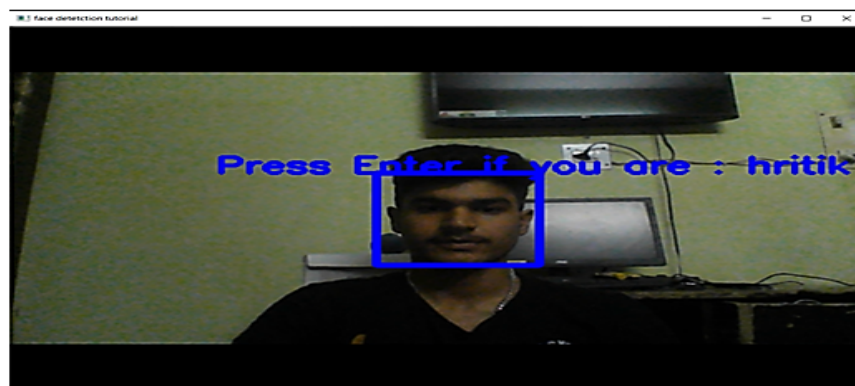 face detetction tutorial
Press Enter if you are : hritik